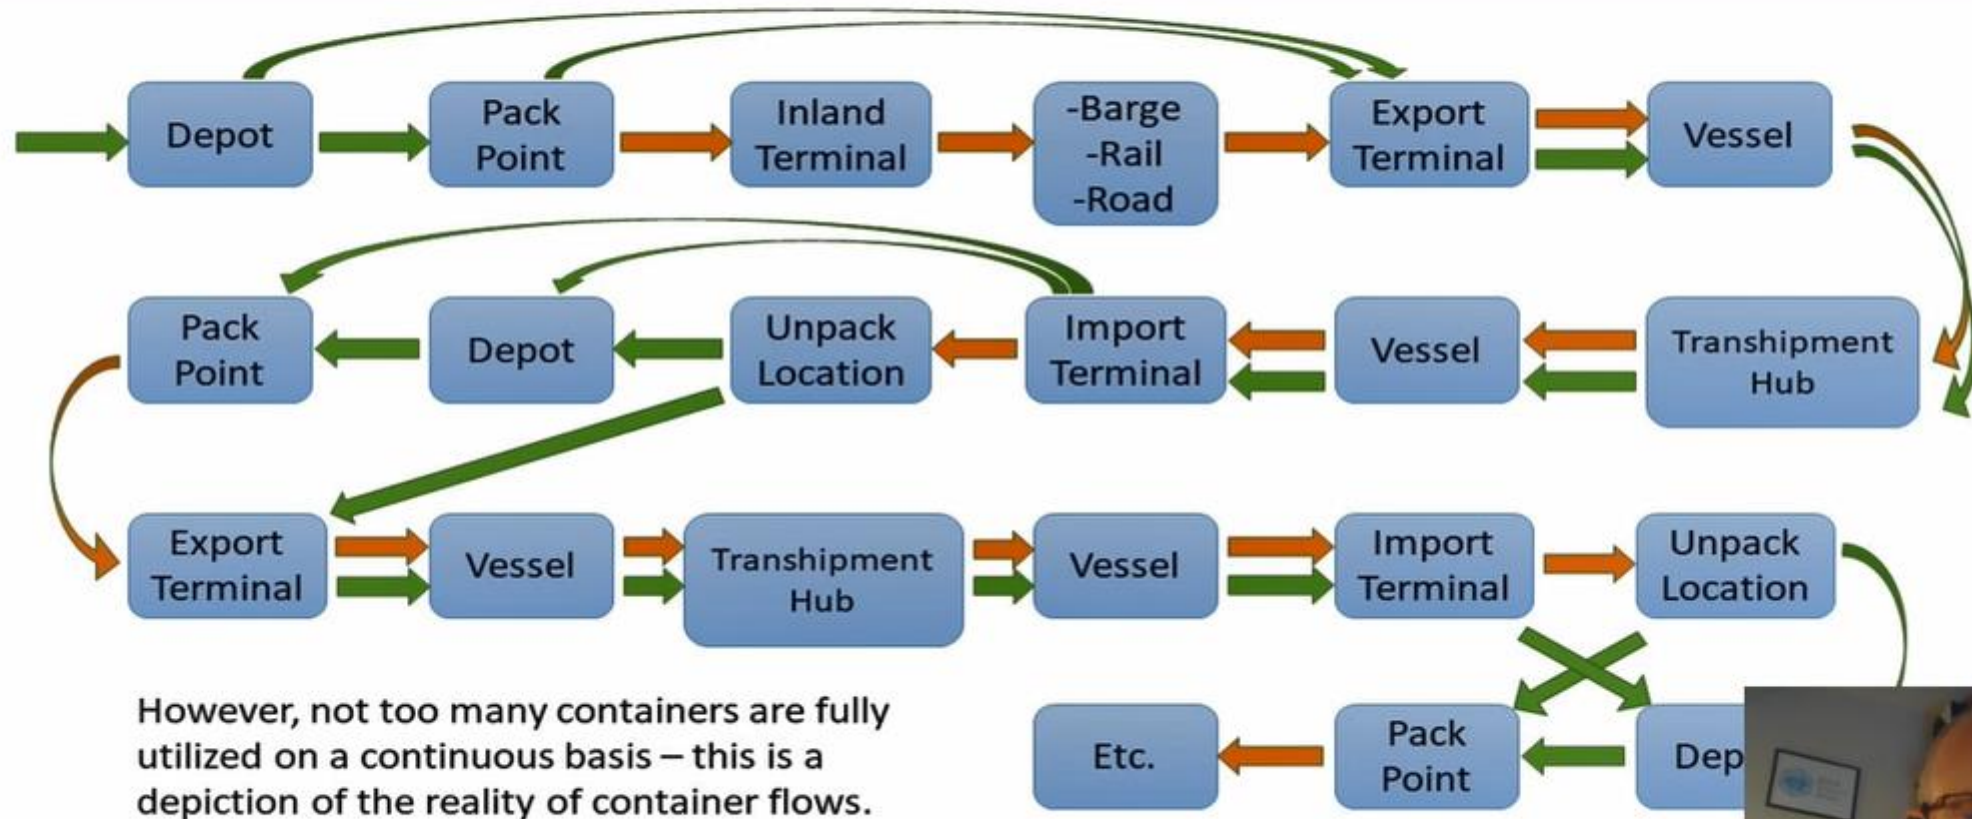 Depot
Pack
Point
Inland
Terminal
-Barge
-Rail
-Road
Export
Terminal
Vessel
Pack
Point
Depot
Unpack
Location
Import
Terminal
Vessel
Transhipment
Hub
Export
Terminal
Vessel
Transhipment
Hub
Vessel
Import
Terminal
Unpack
Location
However, not too many containers are fully
utilized on a continuous basis – this is a
depiction of the reality of container flows.
Etc.
Pack
Point
Dep